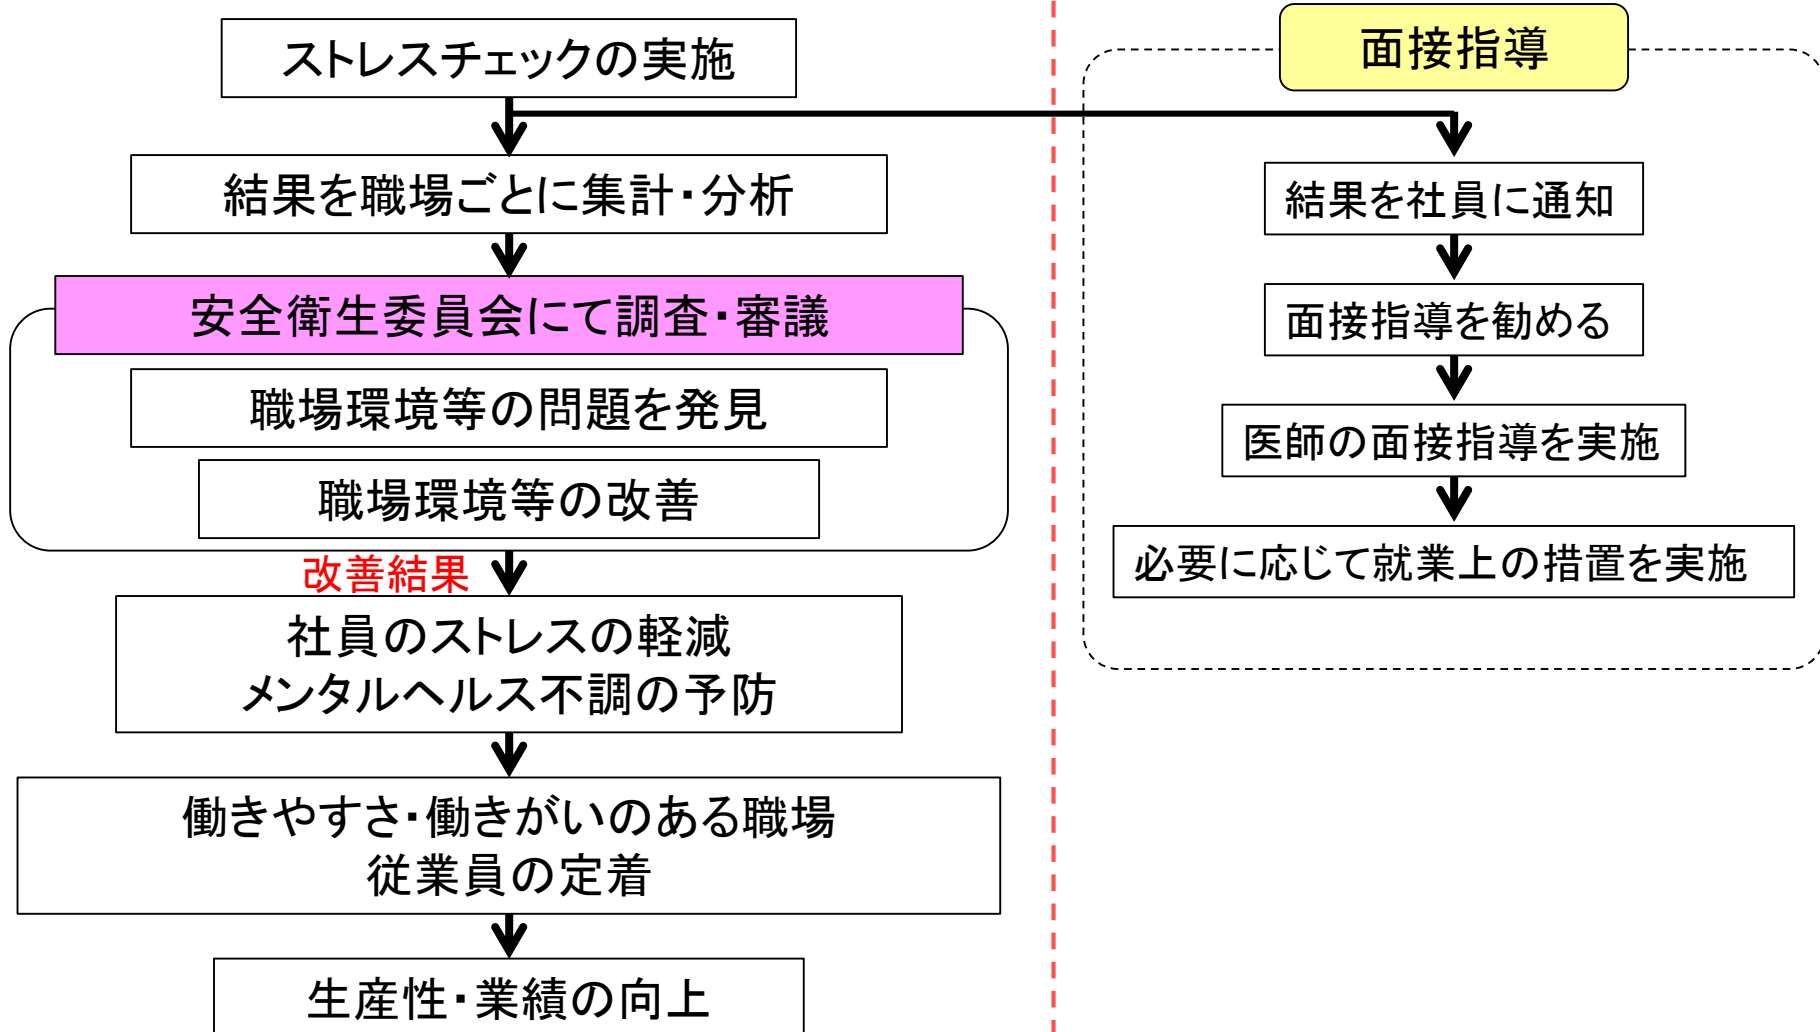 ストレスチェックの実施
結果を職場ごとに集計・分析
安全衛生委員会にて調査・審議
職場環境等の問題を発見
職場環境等の改善
改善結果
社員のストレスの軽減
メンタルヘルス不調の予防
働きやすさ・働きがいのある職場
従業員の定着
生産性・業績の向上
面接指導
結果を社員に通知
面接指導を勧める
医師の面接指導を実施
必要に応じて就業上の措置を実施